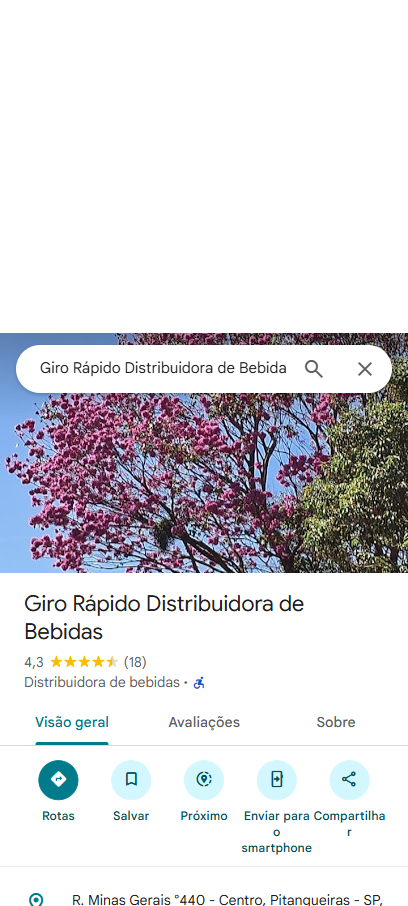 Giro Rápido Distribuidora de Bebida
Giro Rápido Distribuidora de
Bebidas
4,3 (18)
Distribuidora de bebidas ·
Visão geral Avaliações Sobre
Rotas Salvar Próximo Enviar para o smartphone Compartilhar
R. Minas Gerais °440 - Centro, Pitangueiras - SP,